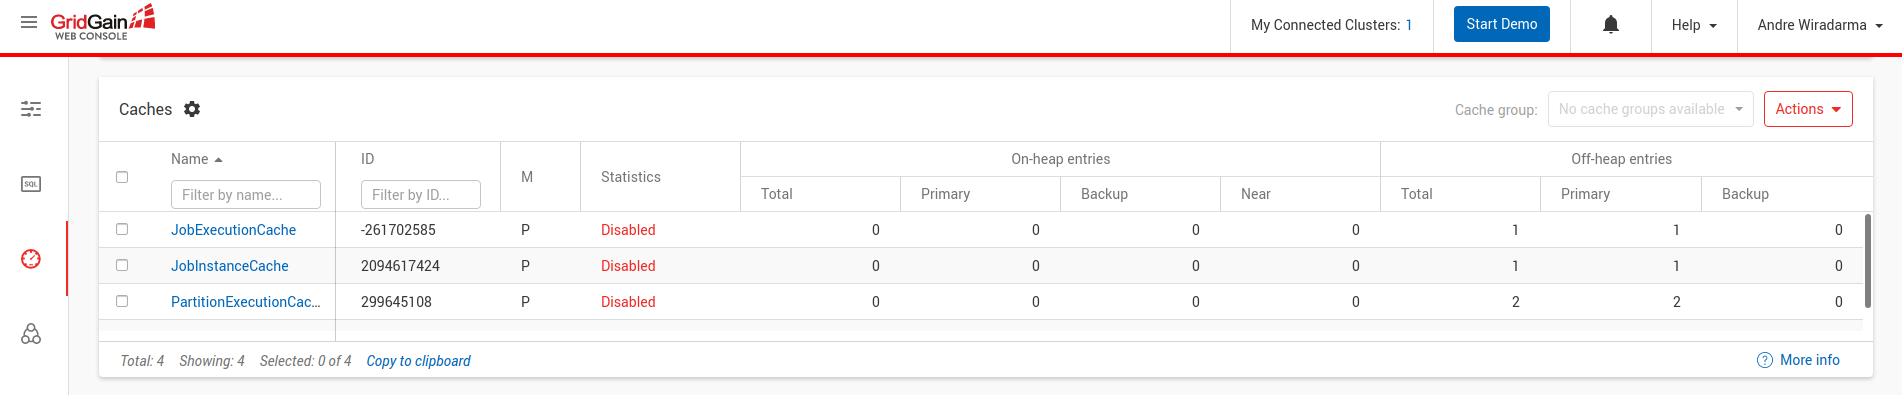 GridGain
WEB CONSOLE
My Connected Clusters: 1
Start Demo
Help
Andre Wiradarma
Caches
Cache group:
No cache groups available
Actions
SQL
Name
ID
M
Statistics
On-heap entries
Off-heap entries
Filter by name...
Filter by ID...
Total Primary Backup Near Total Primary Backup
JobExecutionCache -261702585 P Disabled 0 0 0 0 1 1 0
JobInstanceCache 2094617424 P Disabled 0 0 0 0 1 1 0
PartitionExecutionCac... 299645108 P Disabled 0 0 0 0 2 2 0
Total: 4 Showing: 4 Selected: 0 of 4 Copy to clipboard
? More info